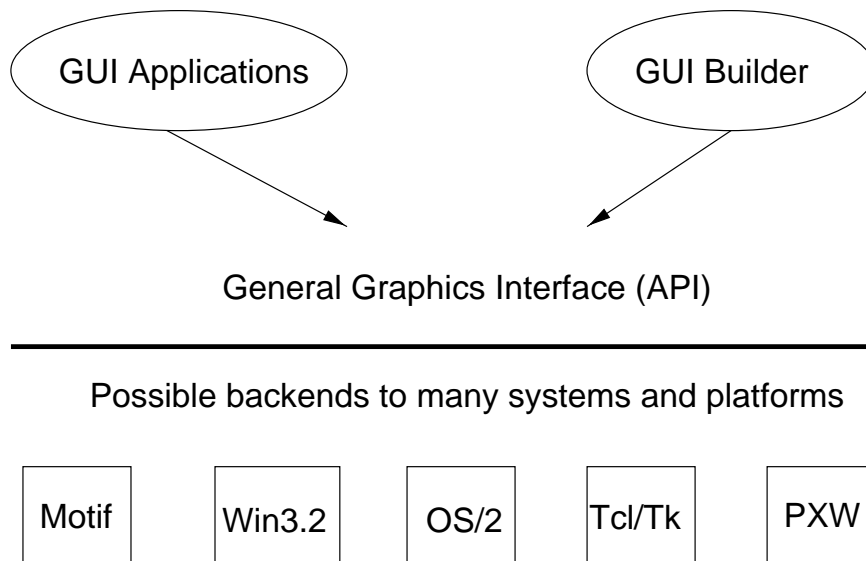 GUI Applications
GUI Builder
General Graphics Interface (API)
Possible backends to many systems and platforms
Motif
Win3.2
OS/2
Tcl/Tk
PXW